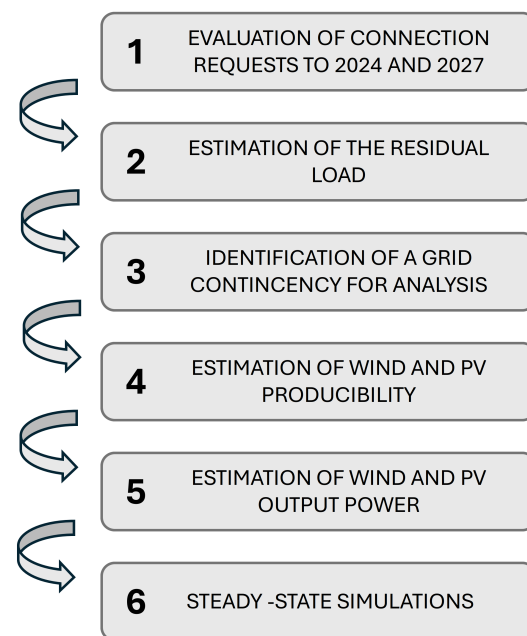 1
EVALUATION OF CONNECTION
REQUESTS TO 2024 AND 2027
2
ESTIMATION OF THE RESIDUAL
LOAD
3
IDENTIFICATION OF A GRID
CONTINCENCY FOR ANALYSIS
4
ESTIMATION OF WIND AND PV
PRODUCIBILITY
5
ESTIMATION OF WIND AND PV
OUTPUT POWER
6
STEADY -STATE SIMULATIONS